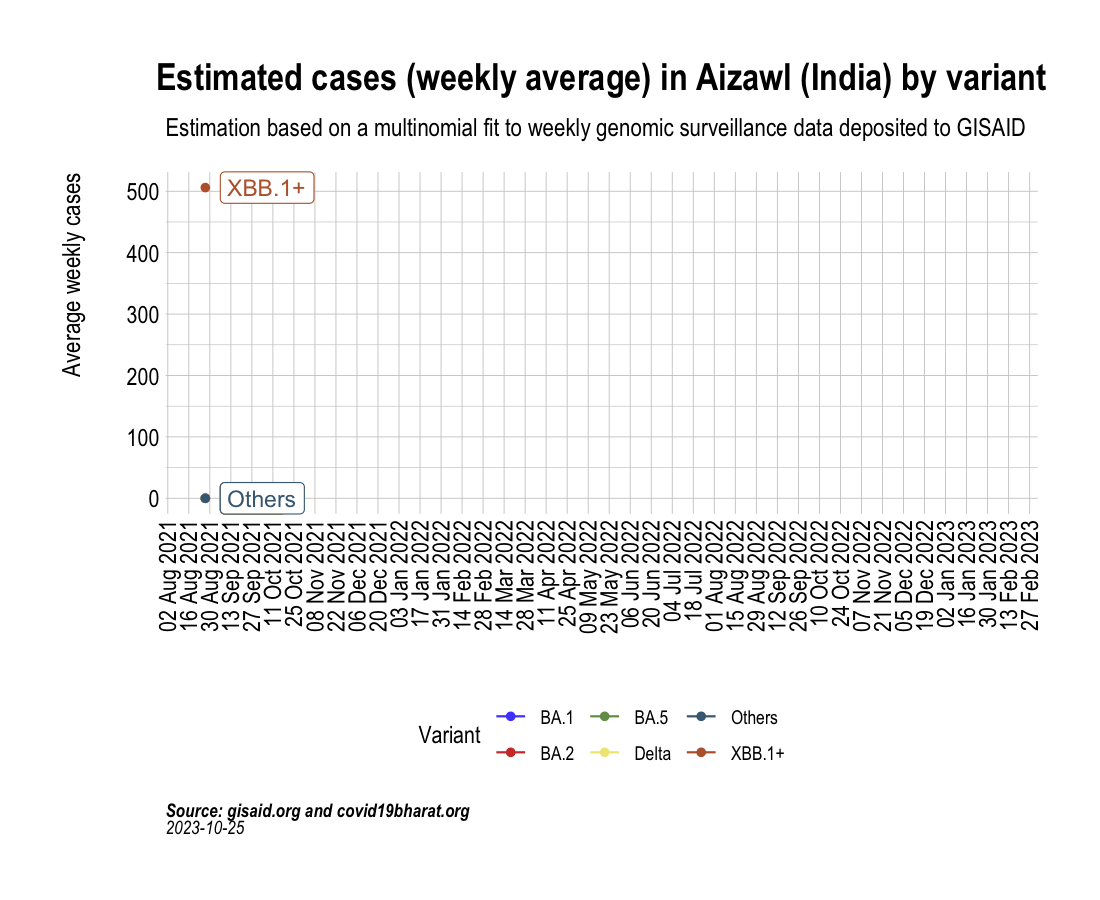 Estimated cases (weekly average) in Aizawl (India) by variant
Estimation based on a multinomial fit to weekly genomic surveillance data deposited to GISAID
Average weekly cases
500
400
300
200
100
0
XBB.1+
Others
02 Aug 2021
16 Aug 2021
30 Aug 2021
13 Sep 2021
27 Sep 2021
11 Oct 2021
25 Oct 2021
08 Nov 2021
22 Nov 2021
06 Dec 2021
20 Dec 2021
03 Jan 2022
17 Jan 2022
31 Jan 2022
14 Feb 2022
28 Feb 2022
14 Mar 2022
28 Mar 2022
11 Apr 2022
25 Apr 2022
09 May 2022
23 May 2022
06 Jun 2022
20 Jun 2022
04 Jul 2022
18 Jul 2022
01 Aug 2022
15 Aug 2022
29 Aug 2022
12 Sep 2022
26 Sep 2022
10 Oct 2022
24 Oct 2022
07 Nov 2022
21 Nov 2022
05 Dec 2022
19 Dec 2022
02 Jan 2023
16 Jan 2023
30 Jan 2023
13 Feb 2023
27 Feb 2023
Variant
BA.1
BA.5
Others
BA.2
Delta
XBB.1+
Source: gisaid.org and covid19bharat.org
2023-10-25